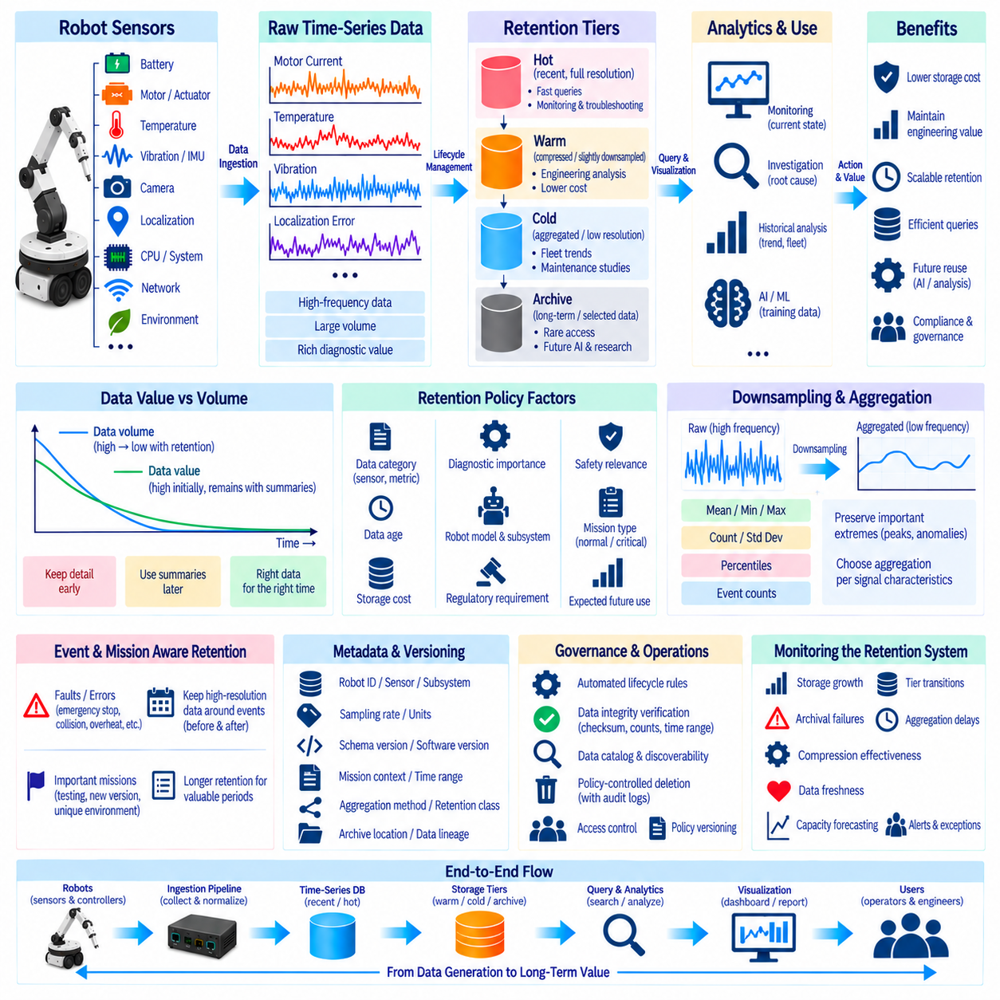 Robot Sensors
Battery
Motor / Actuator
Temperature
Vibration / IMU
Camera
Localization
CPU / System
Network
Environment
Data
Ingestion
Raw Time-Series Data
Motor Current
Temperature
Vibration
Localization Error
High-frequency data
Large volume
Rich diagnostic value
Lifecycle
Management
Retention Tiers
Hot
(recent, full resolution)
• Fast queries
• Monitoring & troubleshooting
Warm
(compressed / slightly downsampled)
• Engineering analysis
• Lower cost
Cold
(aggregated / low resolution)
• Fleet trends
• Maintenance studies
Archive
(long-term / selected data)
• Rare access
• Future AI & research
Query &
Visualization
Analytics & Use
Monitoring
(current state)
Investigation
(root cause)
Historical analysis
(trend, fleet)
AI / ML
(training data)
Action
& Value
Benefits
Lower storage cost
Maintain
engineering value
Scalable retention
Efficient queries
Future reuse
(AI / analysis)
Compliance &
governance
Data Value vs Volume
Data volume
(high → low with retention)
Data value
(high initially, remains with summaries)
Time →
Keep detail
early
Use summaries
later
Right data
for the right time
Retention Policy Factors
Data category
(sensor, metric)
Diagnostic importance
Safety relevance
Data age
Robot model & subsystem
Mission type
(normal / critical)
Storage cost
Regulatory requirement
Expected future use
Downsampling & Aggregation
Raw (high frequency)
Downsampling
Aggregated (low frequency)
Mean / Min / Max
Count / Std Dev
Percentiles
Event counts
Preserve important
extremes (peaks, anomalies)
Choose aggregation
per signal characteristics
Event & Mission Aware Retention
Faults / Errors
(emergency stop,
collision, overheat, etc.)
Keep high-resolution
data around events
(before & after)
Important missions
(testing, new version,
unique environment)
Longer retention for
valuable periods
Metadata & Versioning
Robot ID / Sensor / Subsystem
Sampling rate / Units
Schema version / Software version
Mission context / Time range
Aggregation method / Retention class
Archive location / Data lineage
Governance & Operations
Automated lifecycle rules
Data integrity verification
(checksum, counts, time range)
Data catalog & discoverability
Policy-controlled deletion
(with audit logs)
Access control
Policy versioning
Monitoring the Retention System
Storage growth
Tier transitions
Archival failures
Aggregation delays
Compression effectiveness
Data freshness
Capacity forecasting
Alerts & exceptions
End-to-End Flow
Robots
(sensors & controllers)
Ingestion Pipeline
(collect & normalize)
Time-Series DB
(recent / hot)
Storage Tiers
(warm / cold / archive)
Query & Analytics
(search / analyze)
Visualization
(dashboard / report)
Users
(operators & engineers)
From Data Generation to Long-Term Value